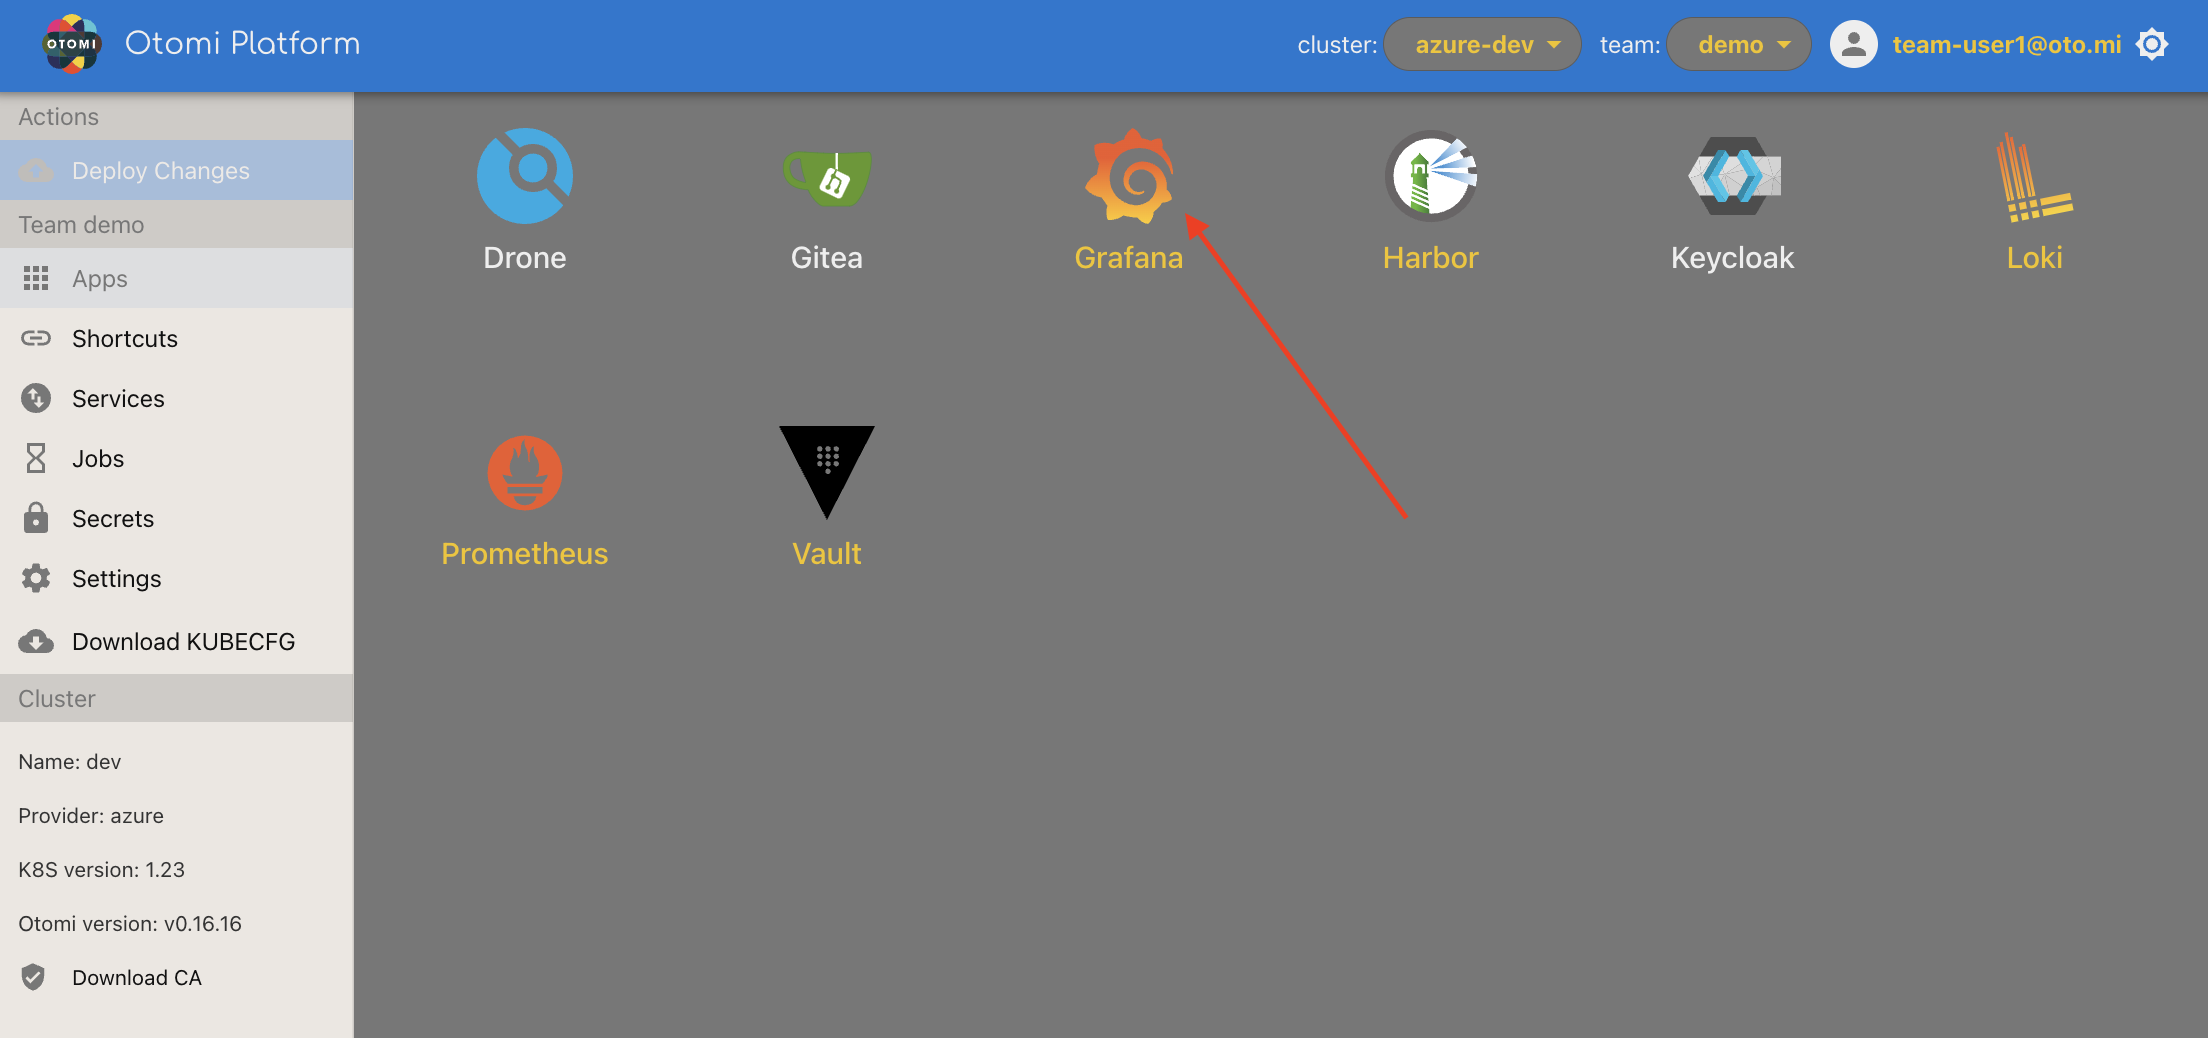 OTOMI
Otomi Platform
cluster: azure-dev team: demo team-user1@oto.mi
Actions
Deploy Changes
Team demo
Apps
Shortcuts
Services
Jobs
Secrets
Settings
Download KUBECFG
Cluster
Name: dev
Provider: azure
K8S version: 1.23
Otomi version: v0.16.16
Download CA
Drone Gitea Grafana Harbor Keycloak Loki
Prometheus Vault